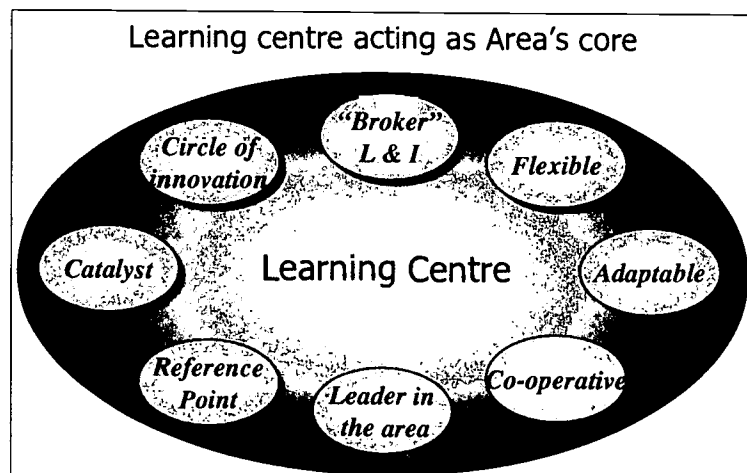 Learning centre acting as Area's core
"Broker"
L & I
Circle of
innovation
Flexible
Catalyst
Learning Centre
Adaptable
Reference
Point
Leader in
the area
Co-operative